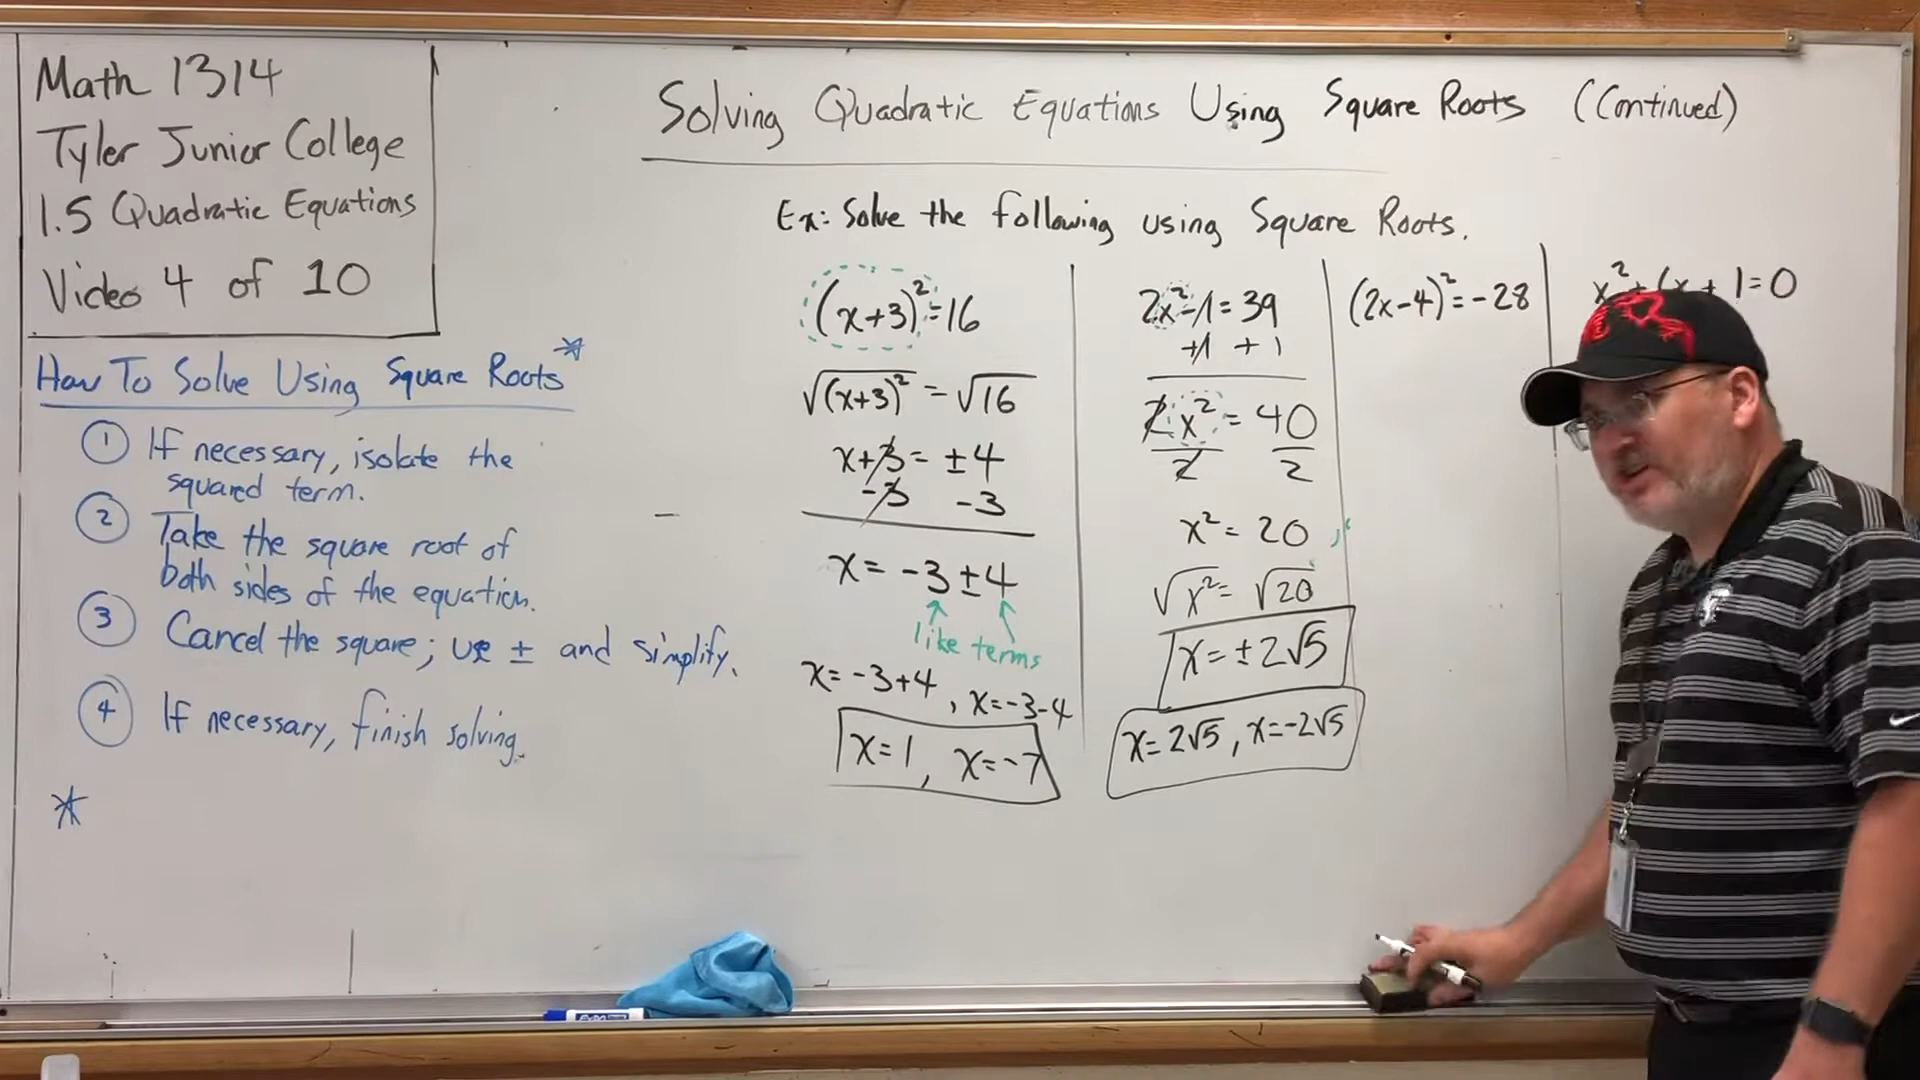 Math 1314
Tyler Junior College
1.5 Quadratic Equations
Video 4 of 10
How To Solve Using Square Roots*
① If necessary, isolate the
squared term.
② Take the square root of
both sides of the equation.
③ Cancel the square; use ± and simplify.
④ If necessary, finish solving.
*
Solving Quadratic Equations Using Square Roots (Continued)
Ex: Solve the following using Square Roots.
(x+3)²=16
√(x+3)² = √16
x+3 = ±4
-3 -3
x = -3 ± 4
like terms
x=-3+4, x=-3-4
x=1, x=-7
2x²-1=39
+1 +1
2x² = 40
2 2
x² = 20
√x² = √20
x=±2√5
x=2√5, x=-2√5
(2x-4)²=-28
x² + 1=0
EXPO